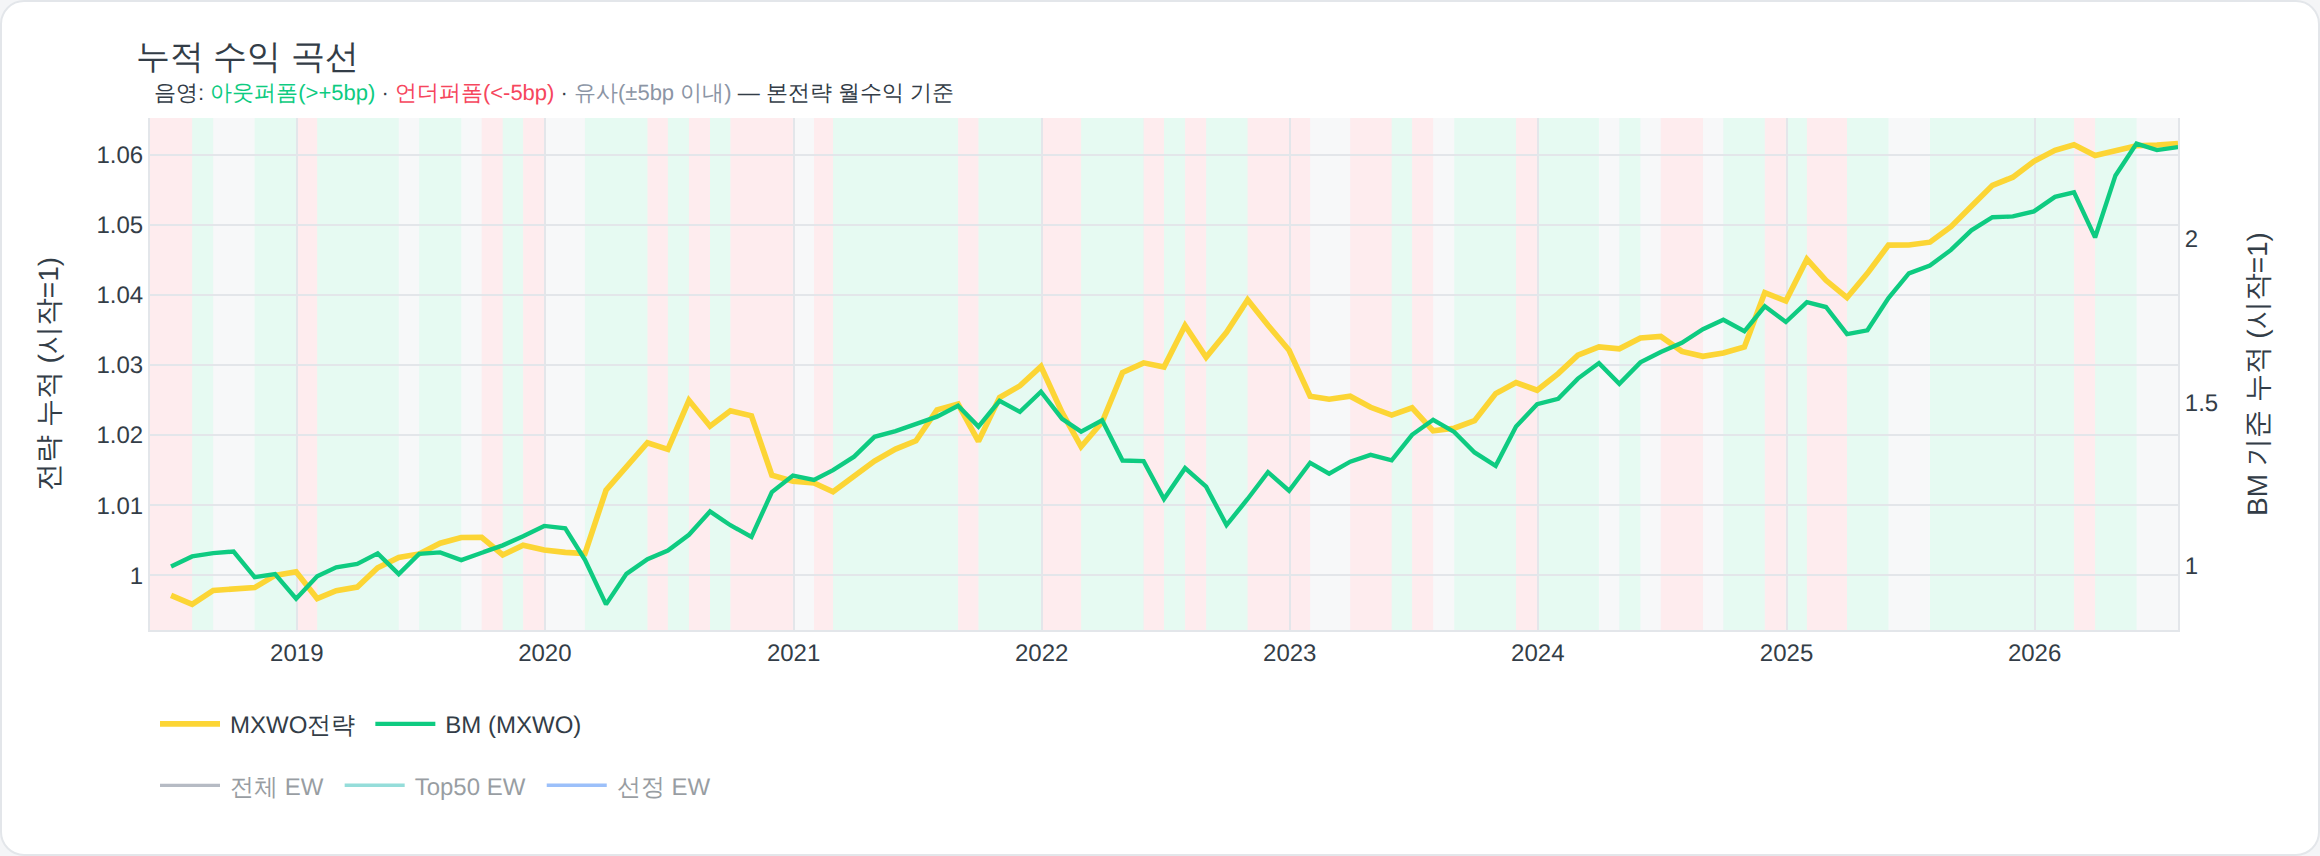 누적 수익 곡선
음영: 아웃퍼폼(>+5bp) · 언더퍼폼(<-5bp) · 유사(±5bp 이내) — 본전략 월수익 기준
전략 누적 (시작=1)
1.06
1.05
1.04
1.03
1.02
1.01
1
2
1.5
1
BM 기준 누적 (시작=1)
2019 2020 2021 2022 2023 2024 2025 2026
MXWO전략 BM (MXWO)
전체 EW Top50 EW 선정 EW